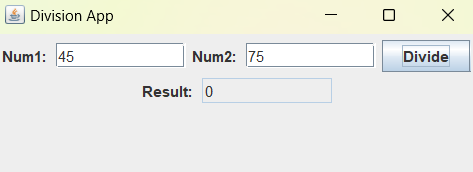 Division App
Num1: 45 Num2: 75 Divide
Result: 0